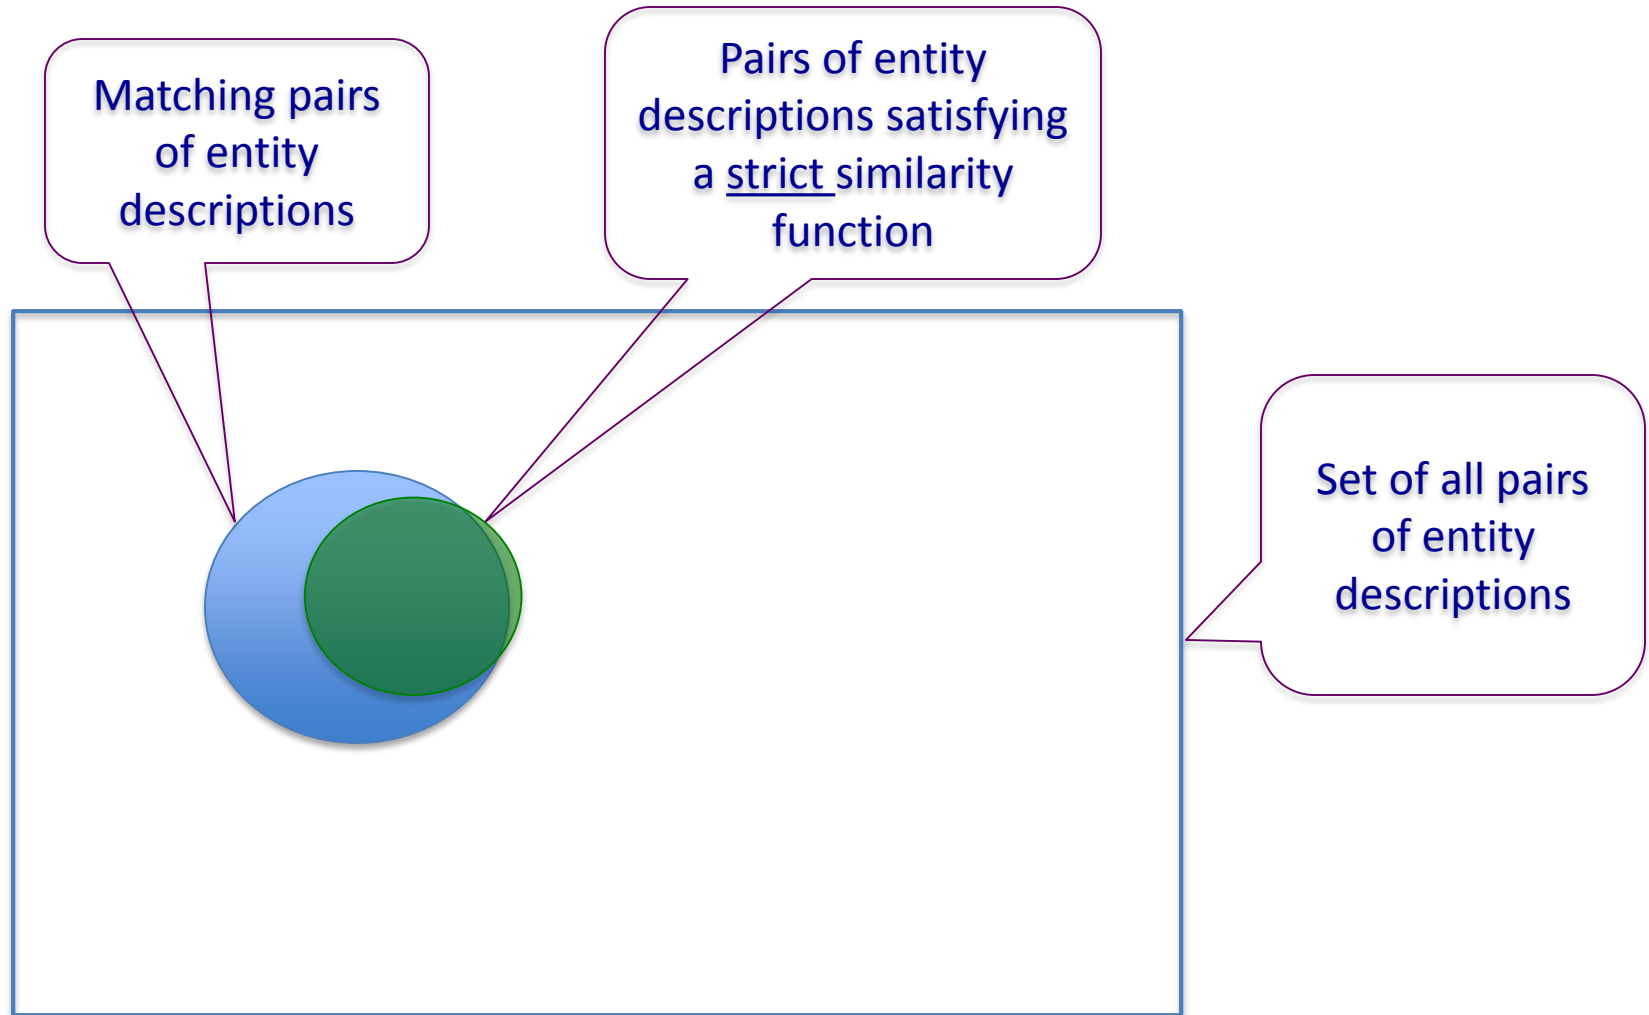 Matching pairs
of entity
descriptions
Pairs of entity
descriptions satisfying
a strict similarity
function
Set of all pairs
of entity
descriptions